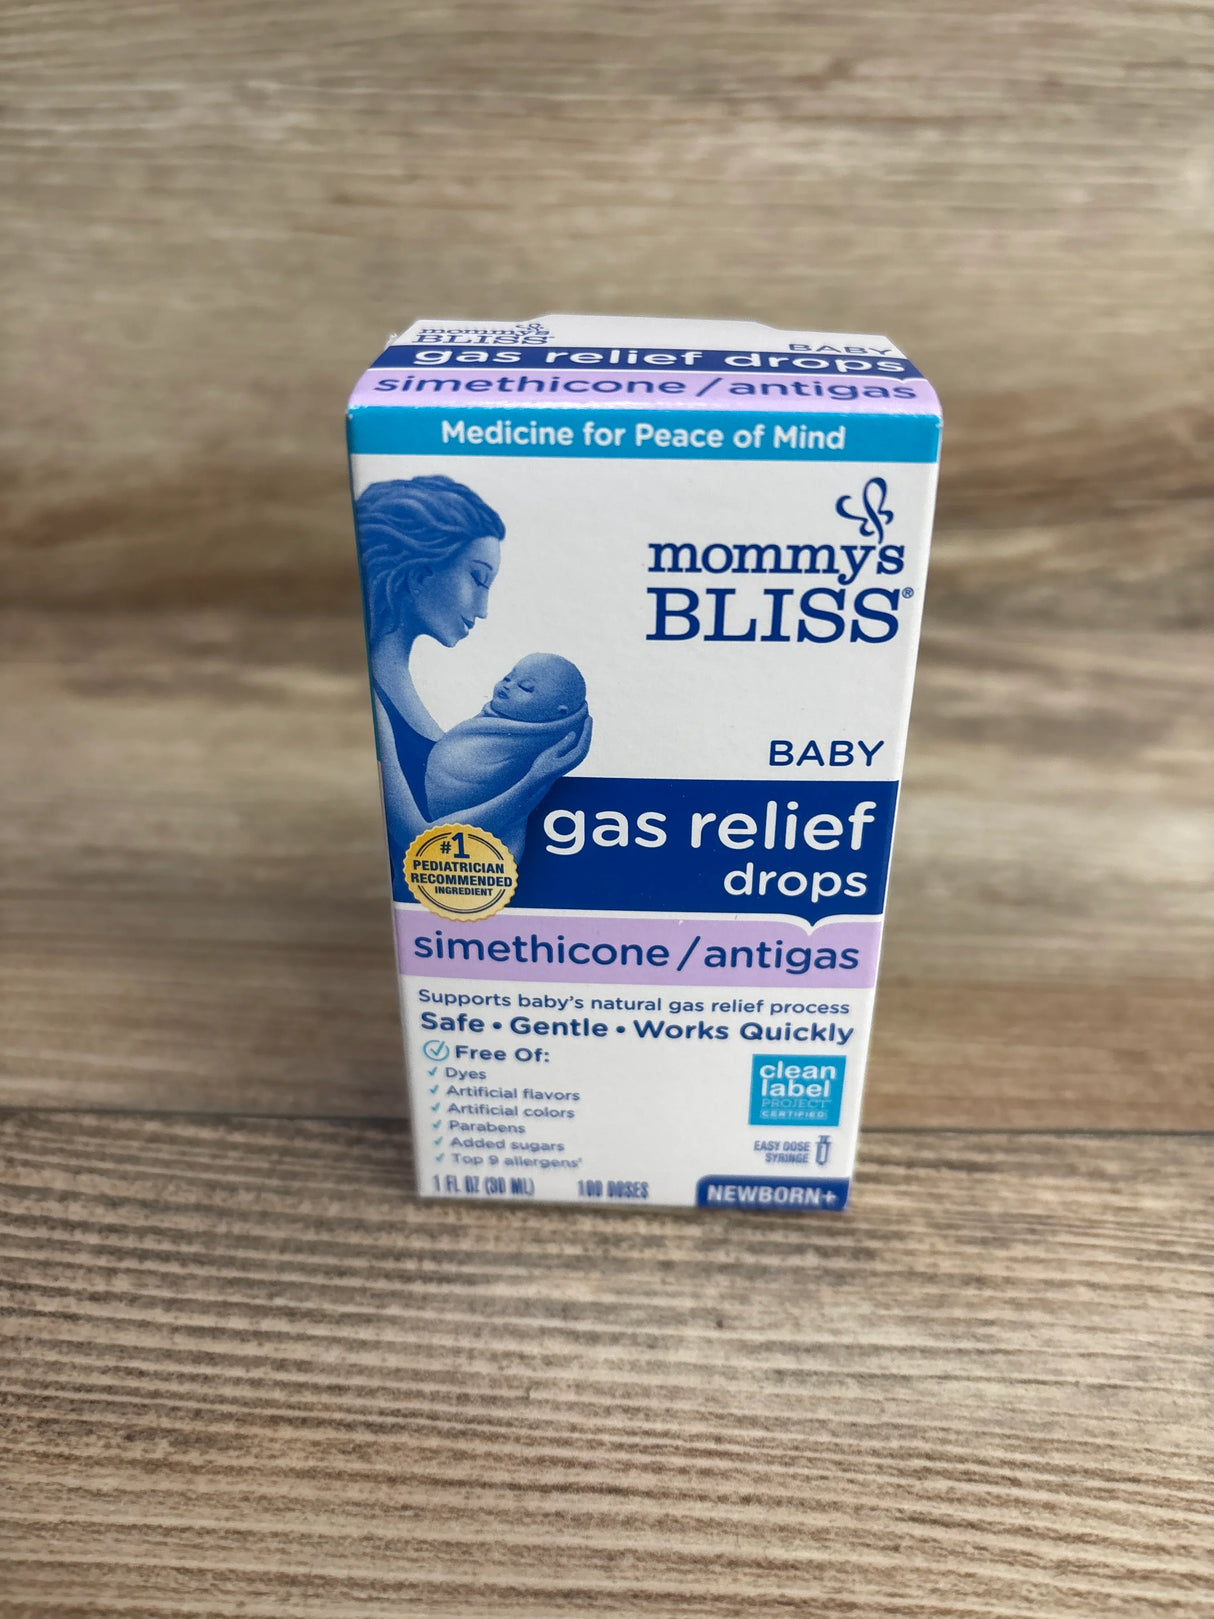 mommy's
BLISS
BABY
gas relief drops
simethicone / antigas
Medicine for Peace of Mind
mommy's
BLISS®
BABY
gas relief
drops
#1
PEDIATRICIAN
RECOMMENDED
INGREDIENT
simethicone / antigas
Supports baby's natural gas relief process
Safe • Gentle • Works Quickly
Free Of:
Dyes
Artificial flavors
Artificial colors
Parabens
Added sugars
Top 9 allergens†
clean
label
PROJECT
CERTIFIED
EASY DOSE
SYRINGE
1 FL OZ (30 ML)
100 DOSES
NEWBORN+